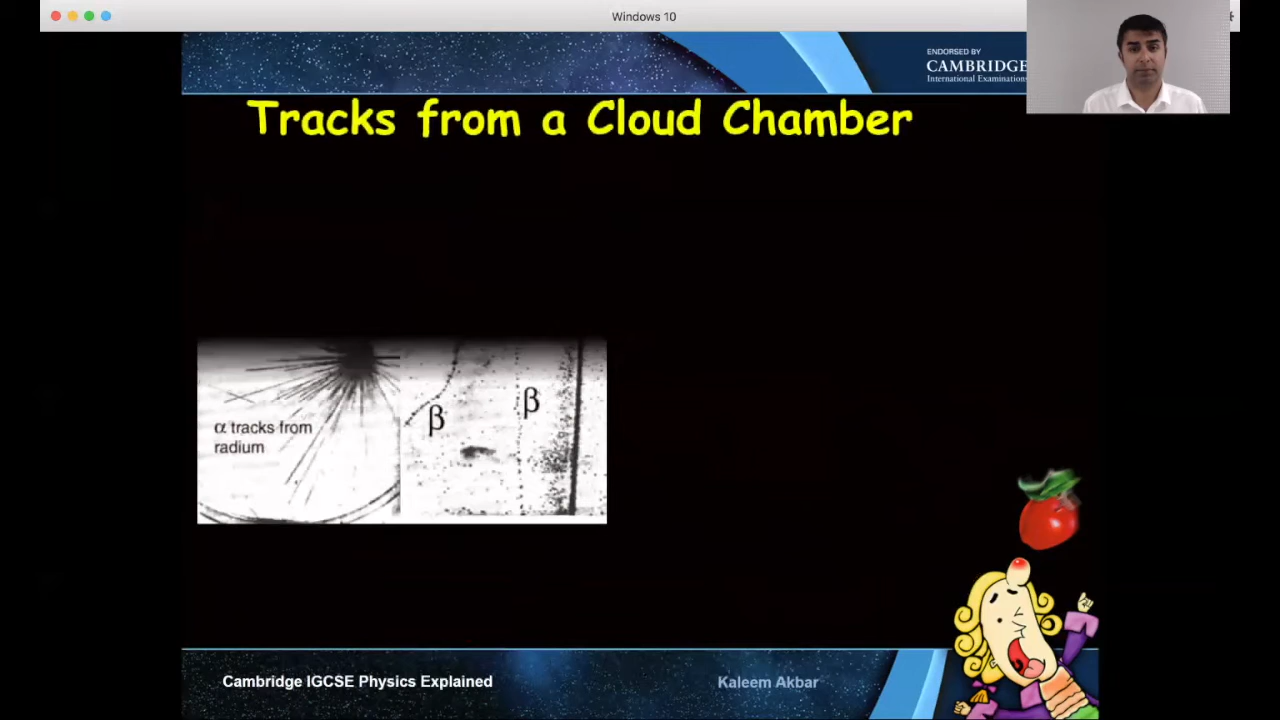 Windows 10
ENDORSED BY
CAMBRIDGE
International Examinations
Tracks from a Cloud Chamber
α tracks from
radium
β
β
Cambridge IGCSE Physics Explained
Kaleem Akbar